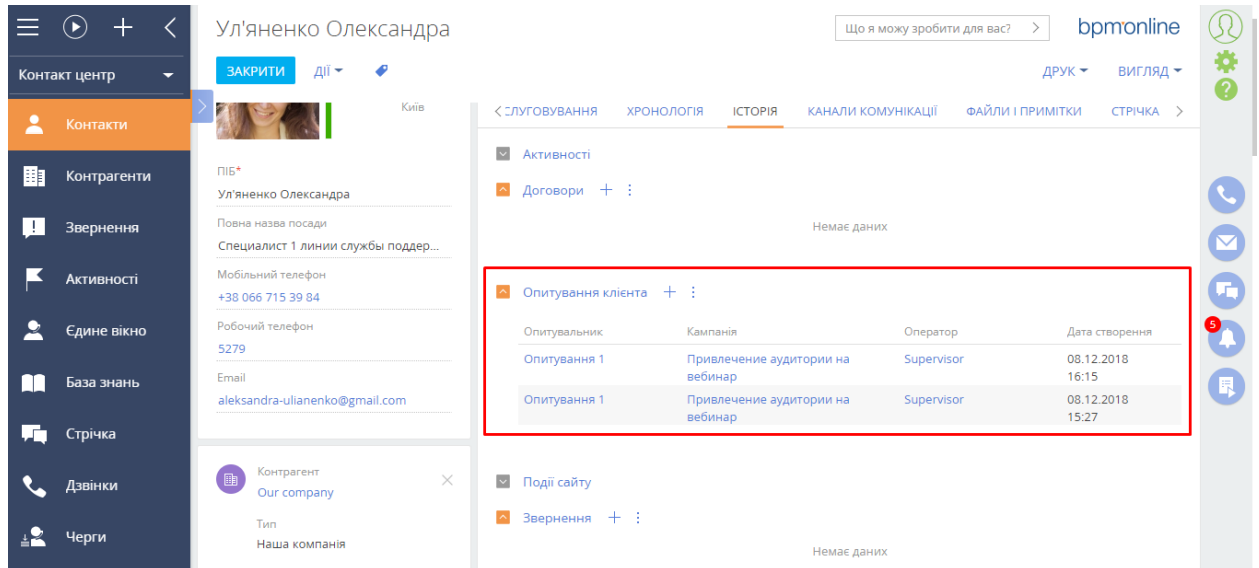 Ул'яненко Олександра
Що я можу зробити для вас?
bpmonline
Контакт центр
ЗАКРИТИ
ДІЇ
ДРУК
ВИГЛЯД
Контакти
Контрагенти
Звернення
Активності
Єдине вікно
База знань
Стрічка
Дзвінки
Черги
Київ
ПІБ*
Ул'яненко Олександра
Повна назва посади
Специалист 1 линии службы поддер...
Мобільний телефон
+38 066 715 39 84
Робочий телефон
5279
Email
aleksandra-ulianenko@gmail.com
Контрагент
Our company
Тип
Наша компанія
СЛУГОВУВАННЯ ХРОНОЛОГІЯ ІСТОРІЯ КАНАЛИ КОМУНІКАЦІЇ ФАЙЛИ І ПРИМІТКИ СТРІЧКА
Активності
Договори
Немає даних
Опитування клієнта
Опитувальник Кампанія Оператор Дата створення
Опитування 1 Привлечение аудитории на Supervisor 08.12.2018
вебинар 16:15
Опитування 1 Привлечение аудитории на Supervisor 08.12.2018
вебинар 15:27
Події сайту
Звернення
Немає даних
5